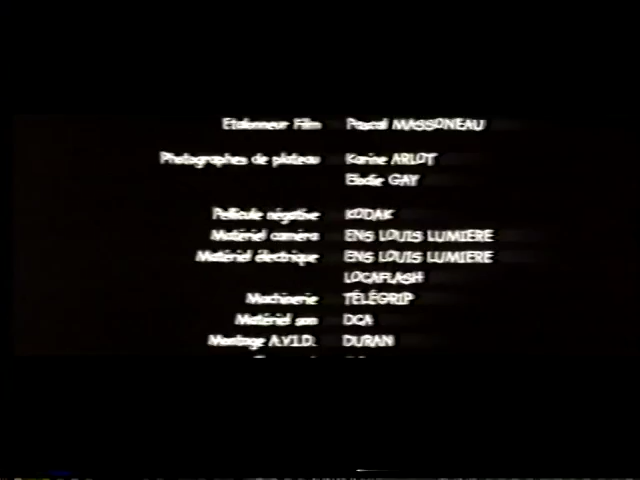 Etalonneur Film Pascal MASSONEAU
Photographes de plateau Karine ARLOT
Elodie GAY
Pellicule négative KODAK
Matériel caméra ENS LOUIS LUMIERE
Matériel électrique ENS LOUIS LUMIERE
LOCAFLASH
Machinerie TÉLÉGRIP
Matériel son DCA
Montage A.V.I.D. DURAN